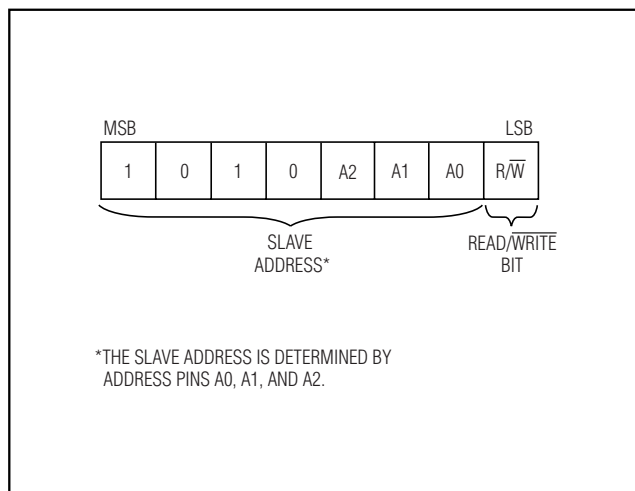 MSB LSB
1 0 1 0 A2 A1 A0 R/W̅
SLAVE READ/W̅R̅I̅T̅E̅
ADDRESS* BIT
*THE SLAVE ADDRESS IS DETERMINED BY
ADDRESS PINS A0, A1, AND A2.